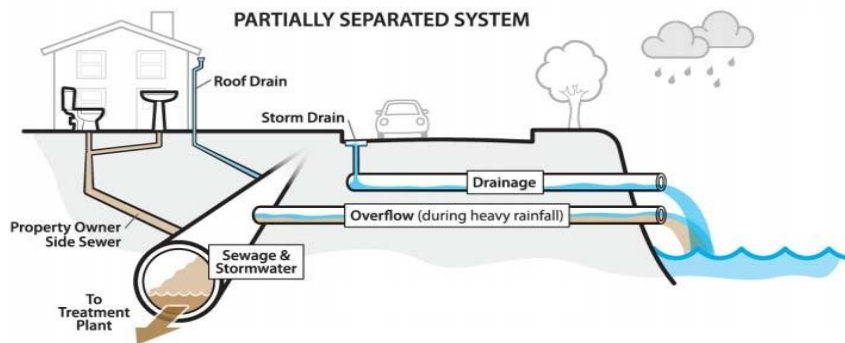 PARTIALLY SEPARATED SYSTEM
Roof Drain
Storm Drain
Drainage
Overflow (during heavy rainfall)
Property Owner
Side Sewer
Sewage &
Stormwater
To
Treatment
Plant